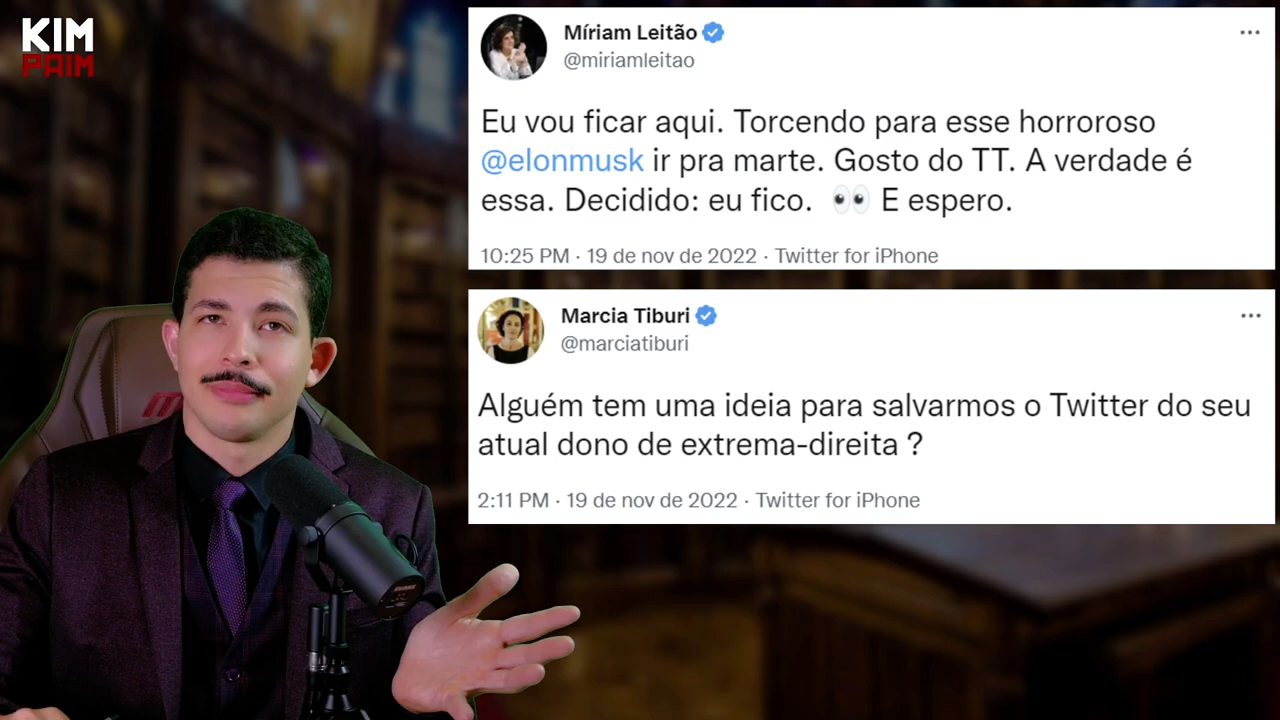 KIM
PAIM
Míriam Leitão
@miriamleitao
Eu vou ficar aqui. Torcendo para esse horroroso
@elonmusk ir pra marte. Gosto do TT. A verdade é
essa. Decidido: eu fico. 👀 E espero.
10:25 PM · 19 de nov de 2022 · Twitter for iPhone
Marcia Tiburi
@marciatiburi
Alguém tem uma ideia para salvarmos o Twitter do seu
atual dono de extrema-direita ?
2:11 PM · 19 de nov de 2022 · Twitter for iPhone